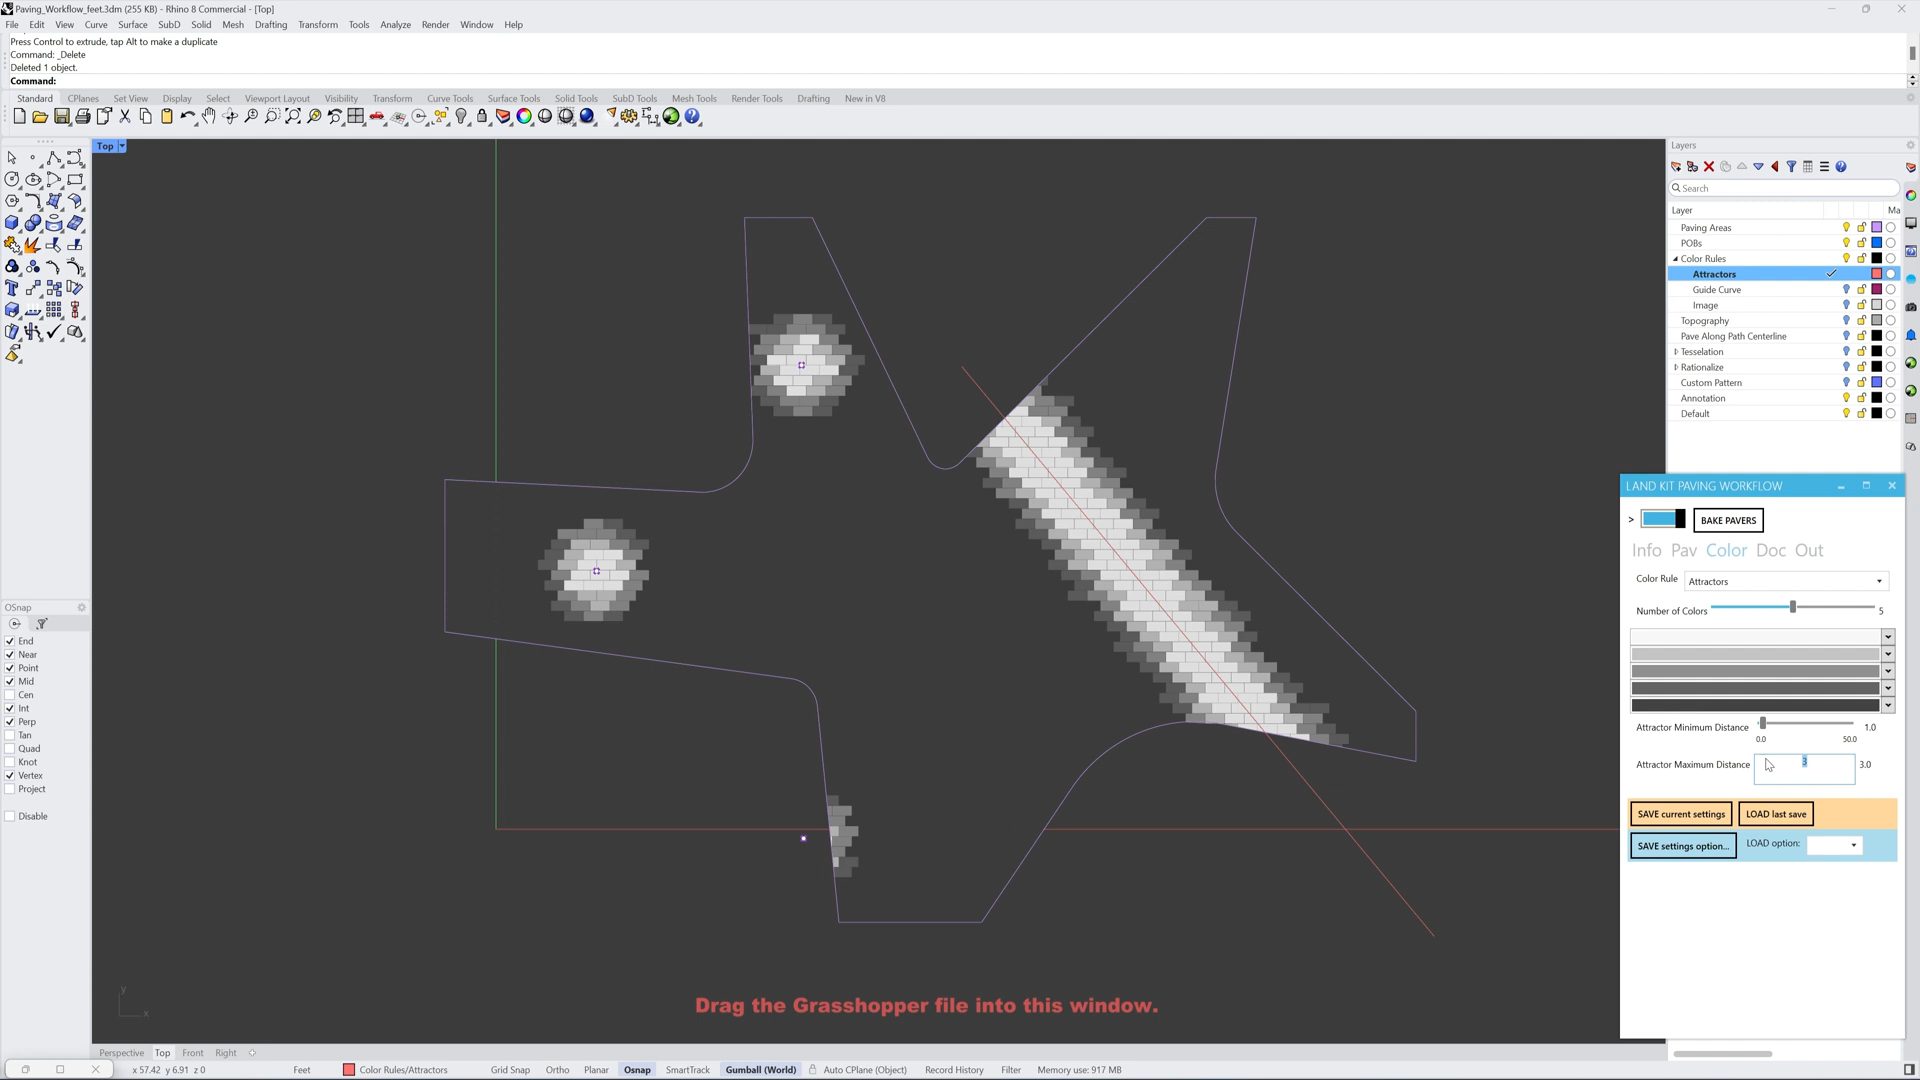 Paving_Workflow_feet.3dm (255 KB) - Rhino 8 Commercial - [Top]
File Edit View Curve Surface SubD Solid Mesh Drafting Transform Tools Analyze Render Window Help
Press Control to extrude, tap Alt to make a duplicate
Command: _Delete
Deleted 1 object.
Command:
Standard CPlanes Set View Display Select Viewport Layout Visibility Transform Curve Tools Surface Tools Solid Tools SubD Tools Mesh Tools Render Tools Drafting New in V8
Top
Layers
Search
Layer Ma
Paving Areas
POBs
Color Rules
Attractors
Guide Curve
Image
Topography
Pave Along Path Centerline
Tesselation
Rationalize
Custom Pattern
Annotation
Default
LAND KIT PAVING WORKFLOW
> BAKE PAVERS
Info Pav Color Doc Out
Color Rule Attractors
Number of Colors 5
Attractor Minimum Distance 1.0
0.0 50.0
Attractor Maximum Distance 3 3.0
SAVE current settings LOAD last save
SAVE settings option... LOAD option:
OSnap
End
Near
Point
Mid
Cen
Int
Perp
Tan
Quad
Knot
Vertex
Project
Disable
y
x
Drag the Grasshopper file into this window.
Perspective Top Front Right
x 57.42 y 6.91 z 0 Feet Color Rules/Attractors Grid Snap Ortho Planar Osnap SmartTrack Gumball (World) Auto CPlane (Object) Record History Filter Memory use: 917 MB